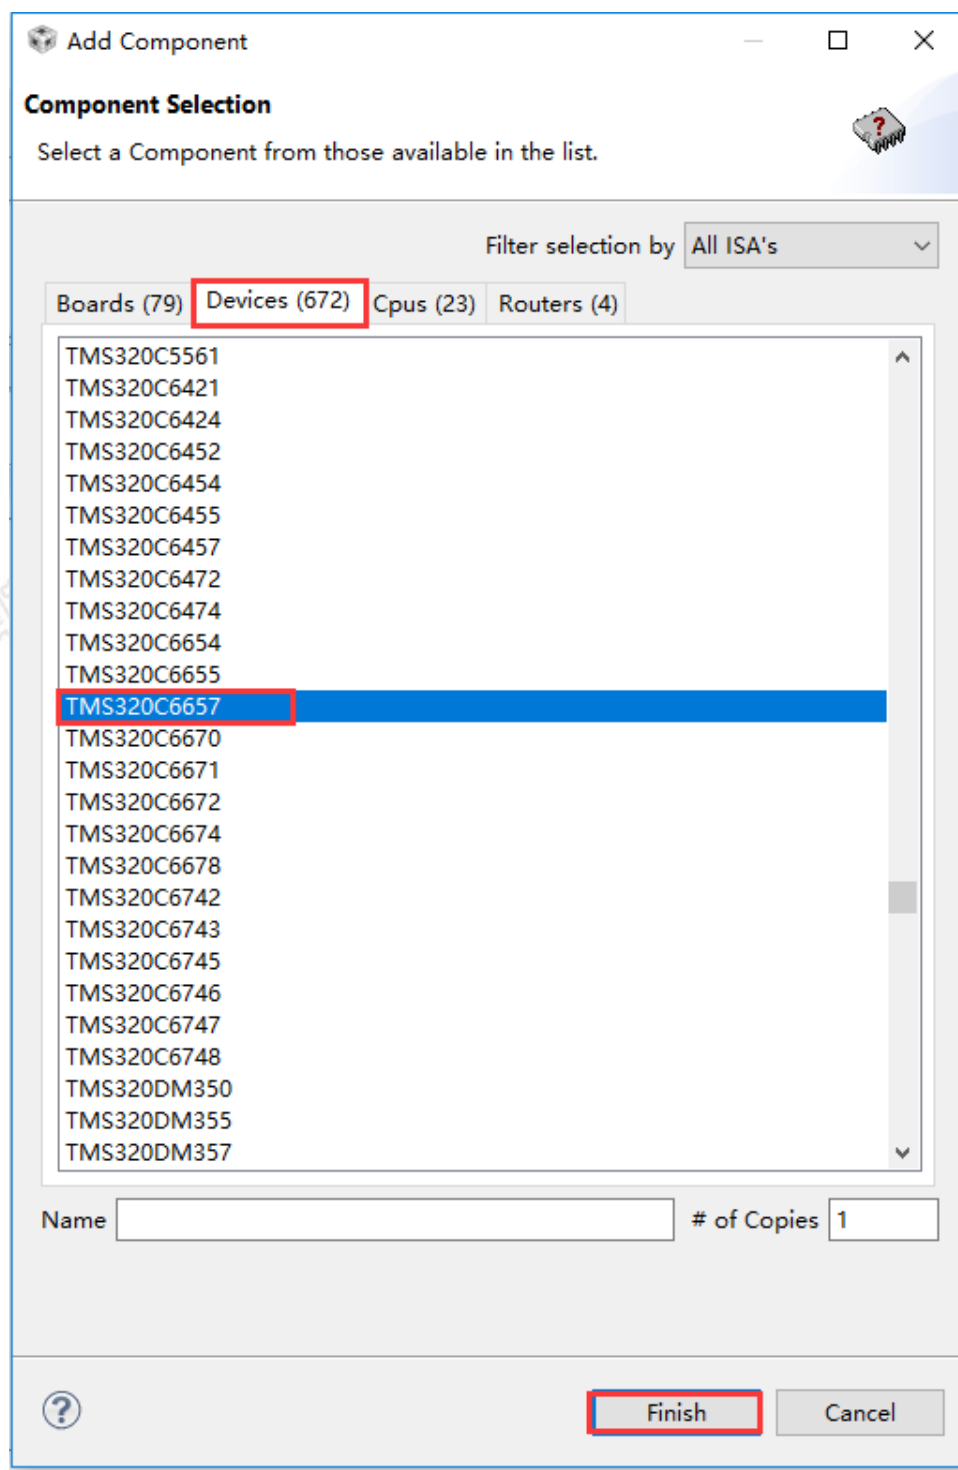 Add Component
Component Selection
Select a Component from those available in the list.
Filter selection by All ISA's
Boards (79) Devices (672) Cpus (23) Routers (4)
TMS320C5561
TMS320C6421
TMS320C6424
TMS320C6452
TMS320C6454
TMS320C6455
TMS320C6457
TMS320C6472
TMS320C6474
TMS320C6654
TMS320C6655
TMS320C6657
TMS320C6670
TMS320C6671
TMS320C6672
TMS320C6674
TMS320C6678
TMS320C6742
TMS320C6743
TMS320C6745
TMS320C6746
TMS320C6747
TMS320C6748
TMS320DM350
TMS320DM355
TMS320DM357
Name # of Copies 1
Finish Cancel